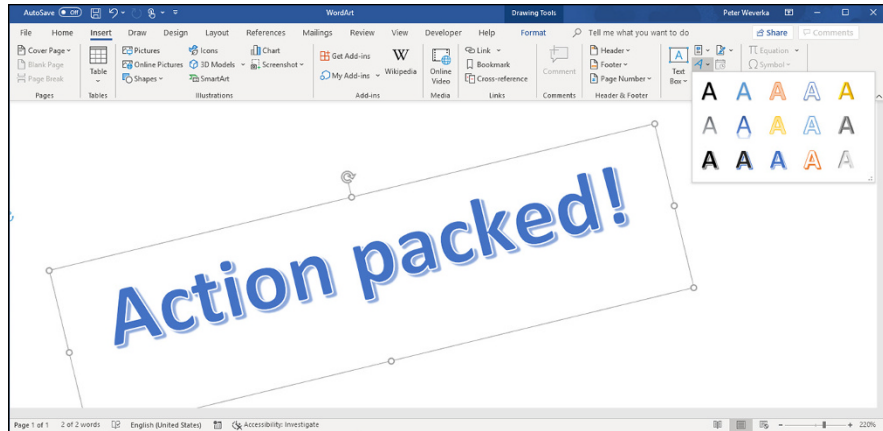 AutoSave Off WordArt Drawing Tools Peter Weverka
File Home Insert Draw Design Layout References Mailings Review View Developer Help Format Tell me what you want to do Share Comments
Cover Page Pictures Icons Chart Get Add-ins Link Header Equation
Blank Page Online Pictures 3D Models Screenshot My Add-ins Bookmark Footer Symbol
Page Break Shapes SmartArt Cross-reference Page Number
Table Wikipedia Online Video Comment Text Box
Pages Tables Illustrations Add-ins Media Links Comments Header & Footer
A A A A A
A A A A A
A A A A A
Action packed!
Page 1 of 1 2 of 2 words English (United States) Accessibility: Investigate 220%